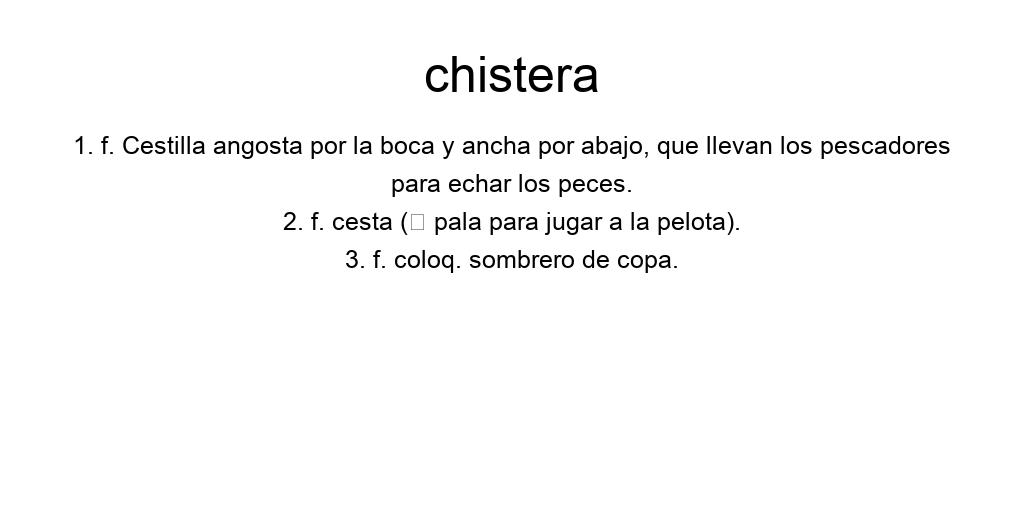 chistera
1. f. Cestilla angosta por la boca y ancha por abajo, que llevan los pescadores
para echar los peces.
2. f. cesta (□ pala para jugar a la pelota).
3. f. coloq. sombrero de copa.